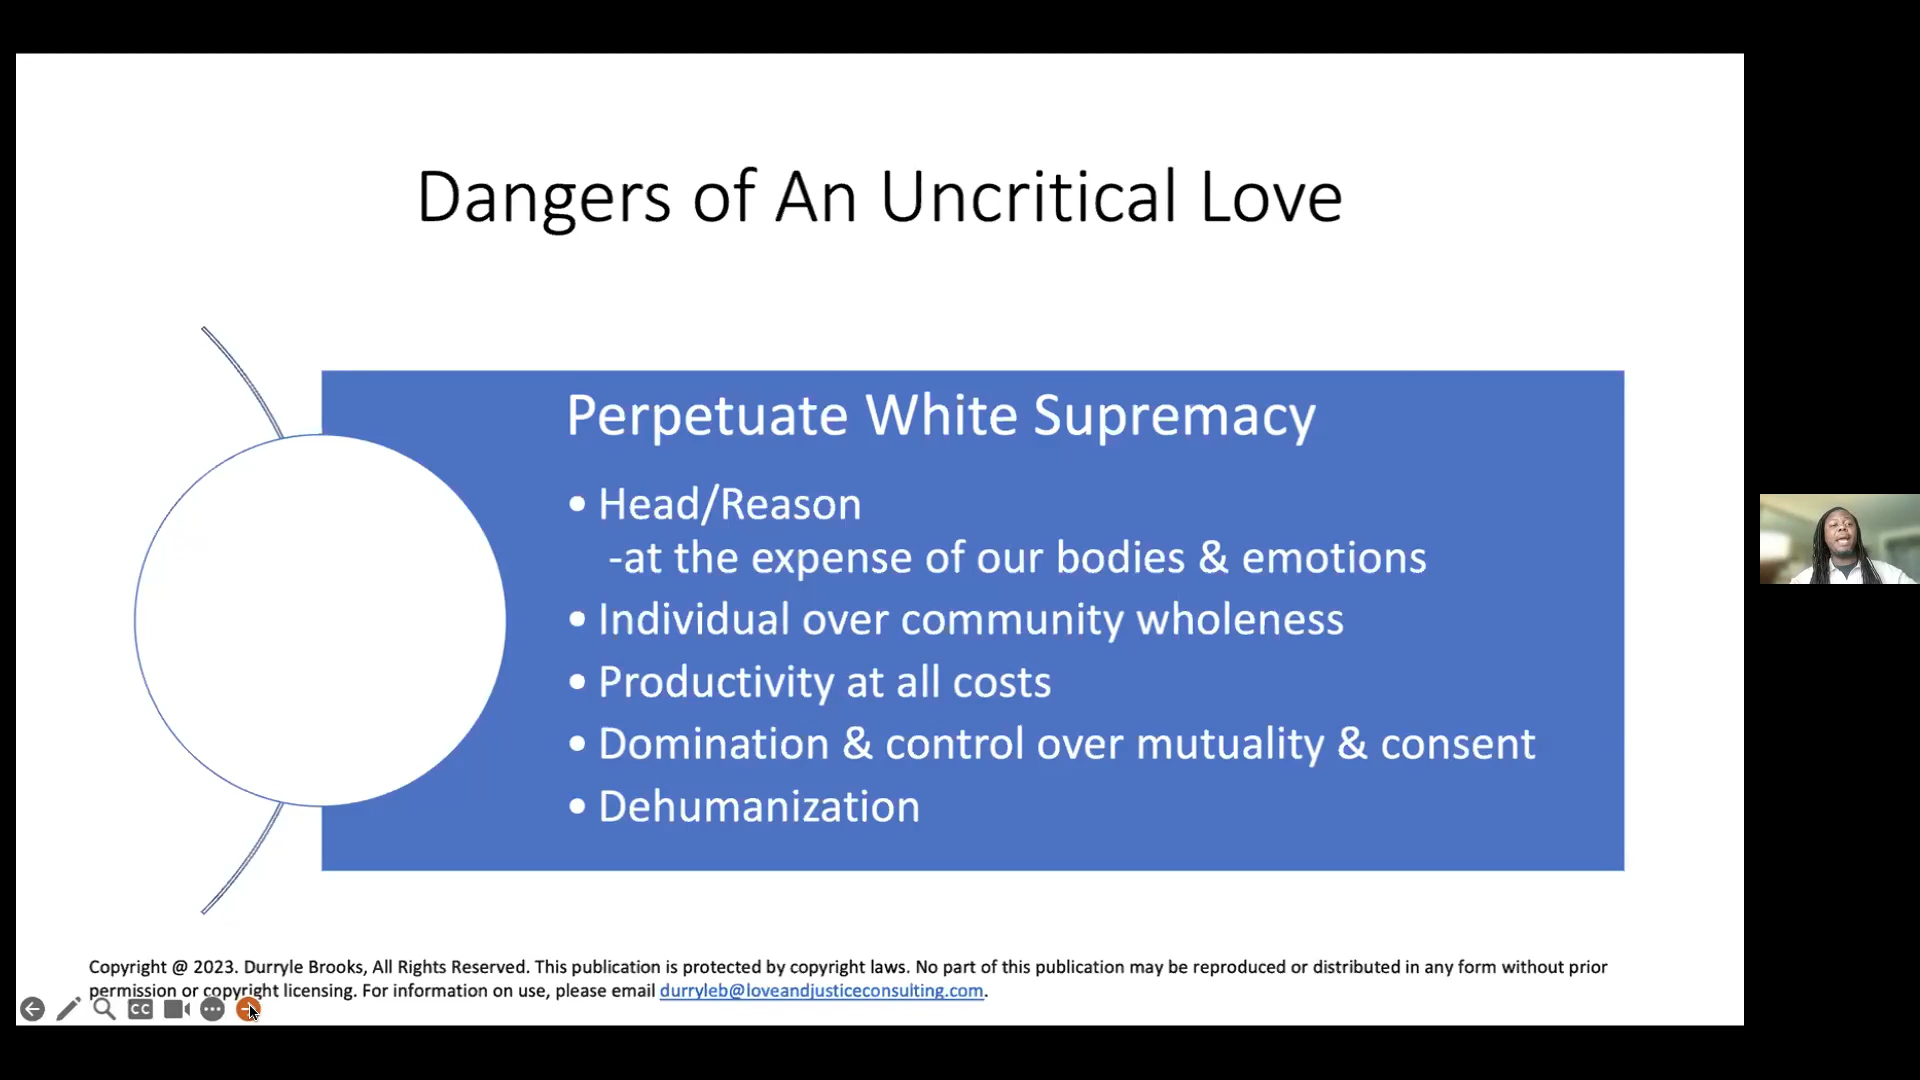 Dangers of An Uncritical Love
Perpetuate White Supremacy
• Head/Reason
-at the expense of our bodies & emotions
• Individual over community wholeness
• Productivity at all costs
• Domination & control over mutuality & consent
• Dehumanization
Copyright @ 2023. Durryle Brooks, All Rights Reserved. This publication is protected by copyright laws. No part of this publication may be reproduced or distributed in any form without prior
permission or copyright licensing. For information on use, please email durryleb@loveandjusticeconsulting.com.
CC